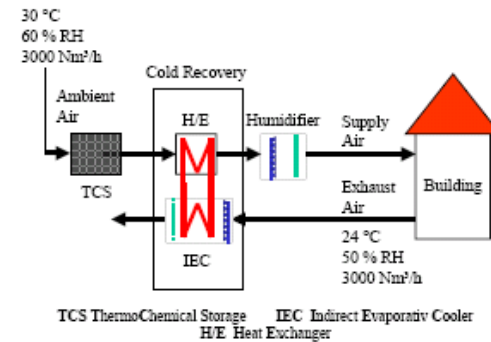 30 °C
60 % RH
3000 Nm³/h
Cold Recovery
Ambient
Air
H/E
Humidifier
Supply
Air
TCS
Exhaust
Air
Building
IEC
24 °C
50 % RH
3000 Nm³/h
TCS ThermoChemical Storage IEC Indirect Evaporativ Cooler
H/E Heat Exchanger